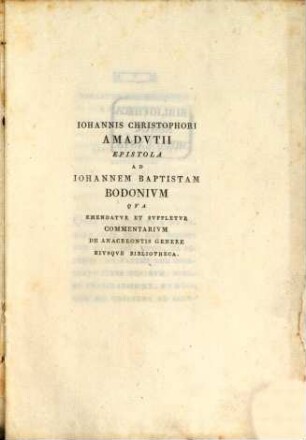 IOHANNIS CHRISTOPHORI
AMADVTII
EPISTOLA
AD
IOHANNEM BAPTISTAM
BODONIVM
QVA
EMENDATVR ET SVPPLETVR
COMMENTARIVM
DE ANACREONTIS GENERE
EIVSQVE BIBLIOTHECA.